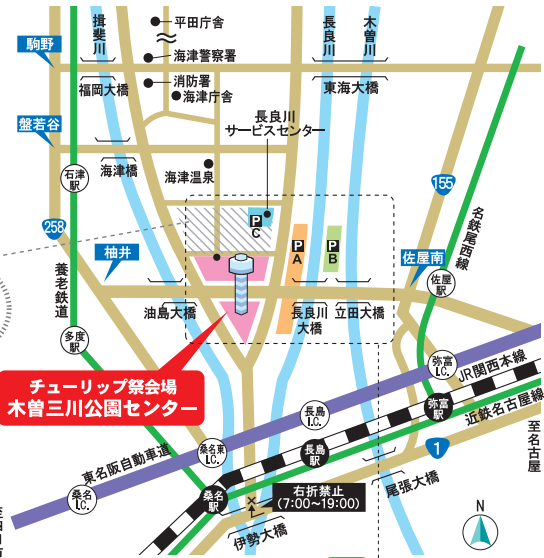 平田庁舎
揖斐川
長良川
木曽川
駒野
海津警察署
福岡大橋
消防署
海津庁舎
東海大橋
長良川
サービスセンター
盤若谷
海津橋
海津温泉
石津駅
155
名鉄尾西線
258
P
C
P
A
P
B
柚井
佐屋南
佐屋駅
養老鉄道
油島大橋
長良川
大橋
立田大橋
多度駅
チューリップ祭会場
木曽三川公園センター
弥富
I.C.
JR関西本線
弥富駅
近鉄名古屋線
長島
I.C.
至名古屋
桑名東
I.C.
長島駅
1
東名阪自動車道
桑名
I.C.
桑名駅
右折禁止
(7:00〜19:00)
尾張大橋
伊勢大橋
N